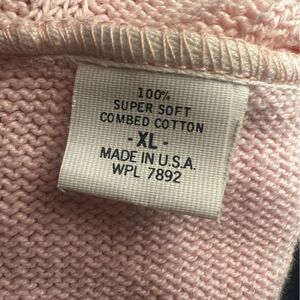 100%
SUPER SOFT
COMBED COTTON
- XL -
MADE IN U.S.A.
WPL 7892